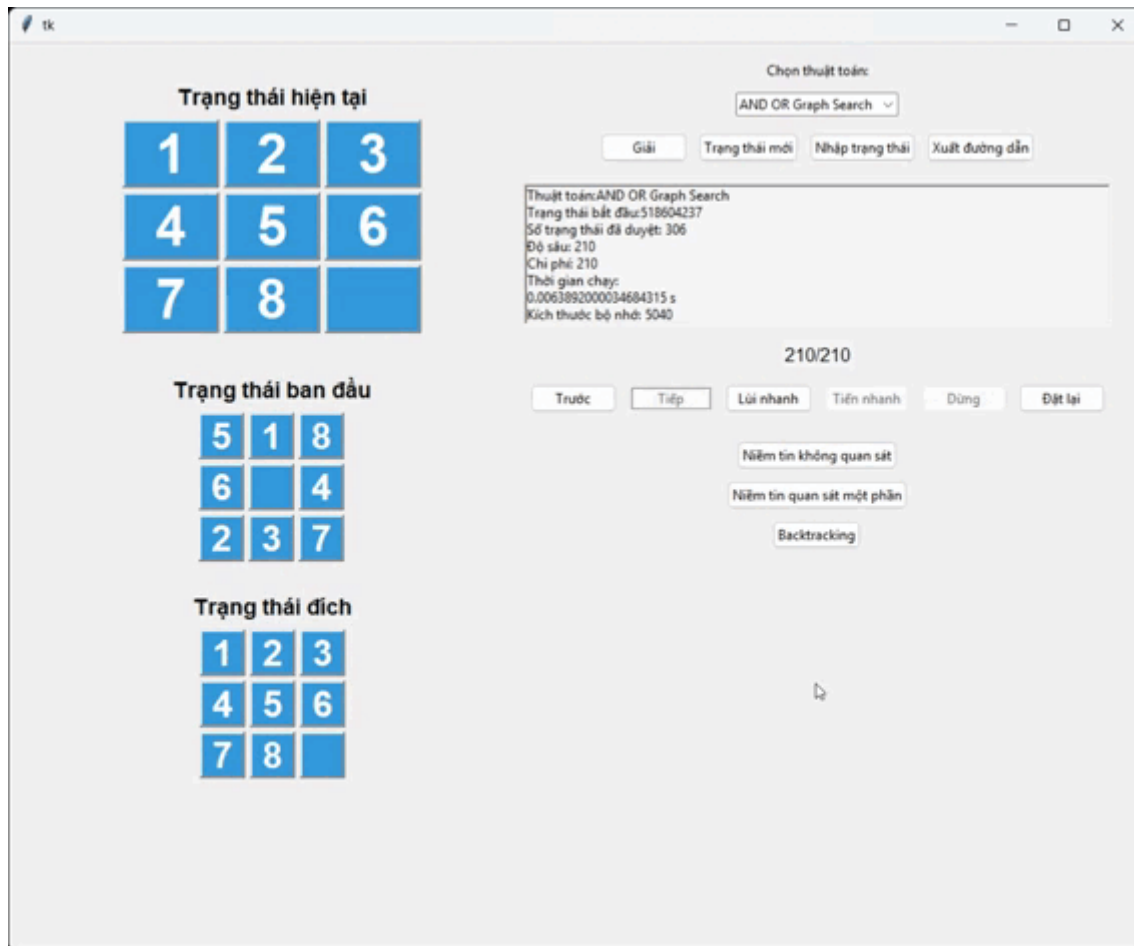 tk
Chọn thuật toán:
AND OR Graph Search
Giải Trạng thái mới Nhập trạng thái Xuất đường dẫn
Thuật toán:AND OR Graph Search
Trạng thái bắt đầu:518604237
Số trạng thái đã duyệt: 306
Độ sâu: 210
Chi phí: 210
Thời gian chạy:
0.0063892000034684315 s
Kích thước bộ nhớ: 5040
210/210
Trước Tiếp Lùi nhanh Tiến nhanh Dừng Đặt lại
Niềm tin không quan sát
Niềm tin quan sát một phần
Backtracking
Trạng thái hiện tại
1 2 3
4 5 6
7 8
Trạng thái ban đầu
5 1 8
6 4
2 3 7
Trạng thái đích
1 2 3
4 5 6
7 8